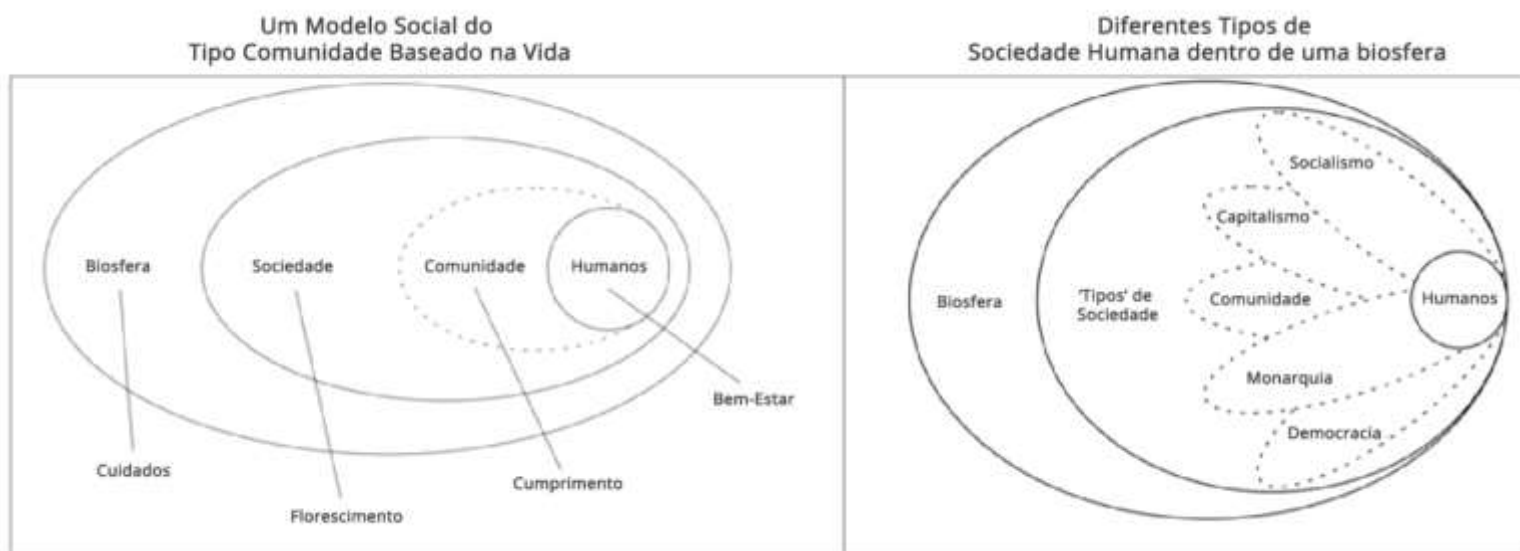 Um Modelo Social do
Tipo Comunidade Baseado na Vida
Biosfera
Sociedade
Comunidade
Humanos
Bem-Estar
Cuidados
Cumprimento
Florescimento
Diferentes Tipos de
Sociedade Humana dentro de uma biosfera
Socialismo
Capitalismo
Biosfera
'Tipos' de
Sociedade
Comunidade
Humanos
Monarquia
Democracia